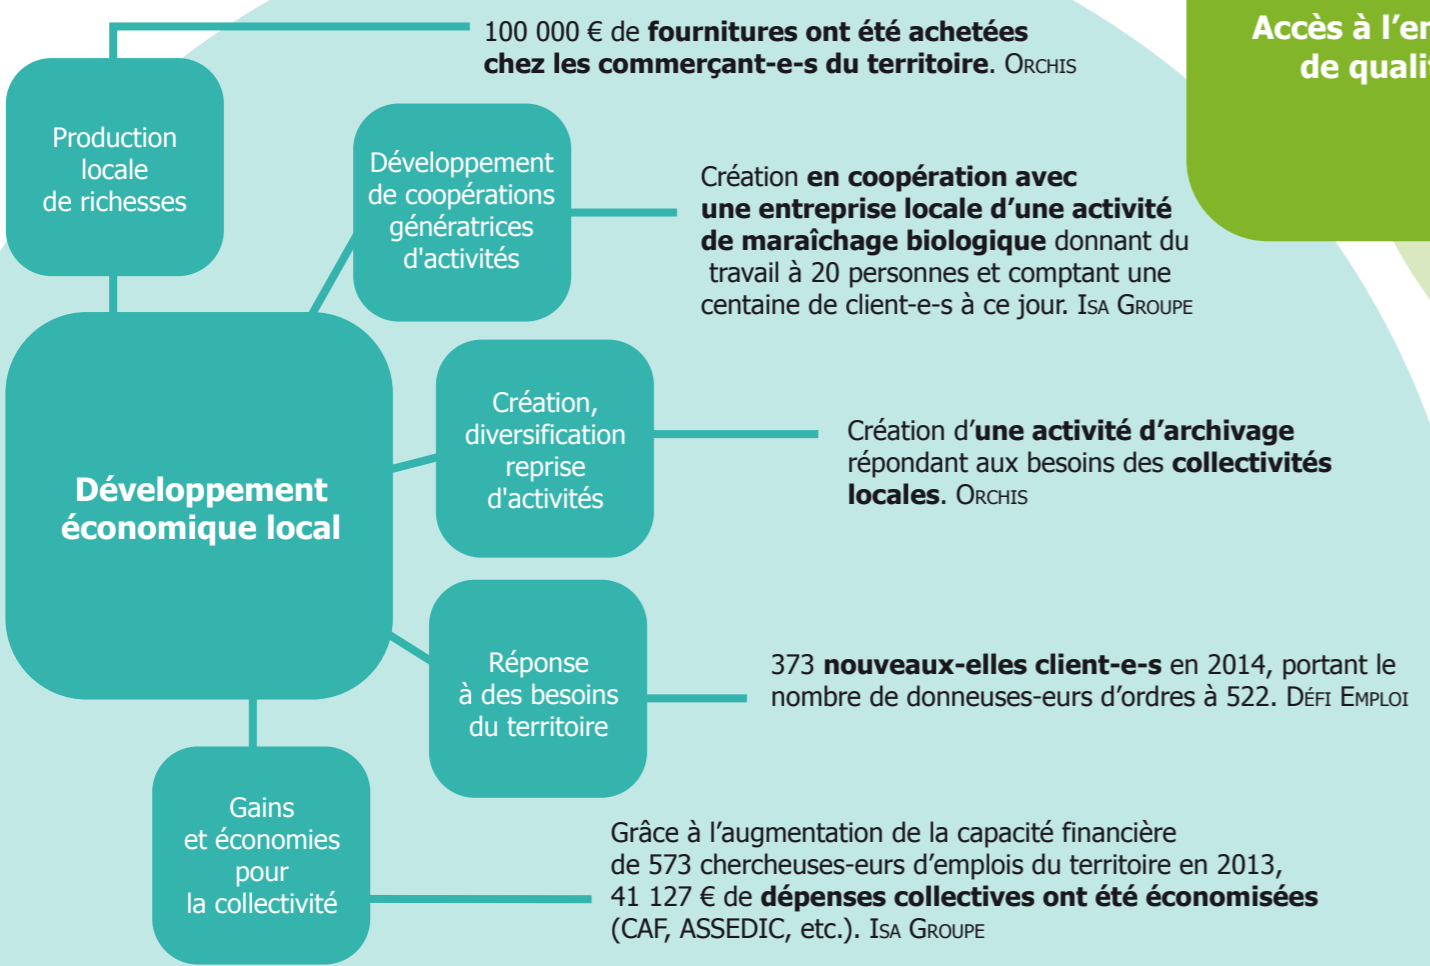 100 000 € de fournitures ont été achetées
chez les commerçant-e-s du territoire. ORCHIS
Accès à l'em
de qualit
Production
locale
de richesses
Développement
de coopérations
génératrices
d'activités
Création en coopération avec
une entreprise locale d'une activité
de maraîchage biologique donnant du
travail à 20 personnes et comptant une
centaine de client-e-s à ce jour. ISA GROUPE
Développement
économique local
Création,
diversification
reprise
d'activités
Création d'une activité d'archivage
répondant aux besoins des collectivités
locales. ORCHIS
Réponse
à des besoins
du territoire
373 nouveaux-elles client-e-s en 2014, portant le
nombre de donneuses-eurs d'ordres à 522. DÉFI EMPLOI
Gains
et économies
pour
la collectivité
Grâce à l'augmentation de la capacité financière
de 573 chercheuses-eurs d'emplois du territoire en 2013,
41 127 € de dépenses collectives ont été économisées
(CAF, ASSEDIC, etc.). ISA GROUPE